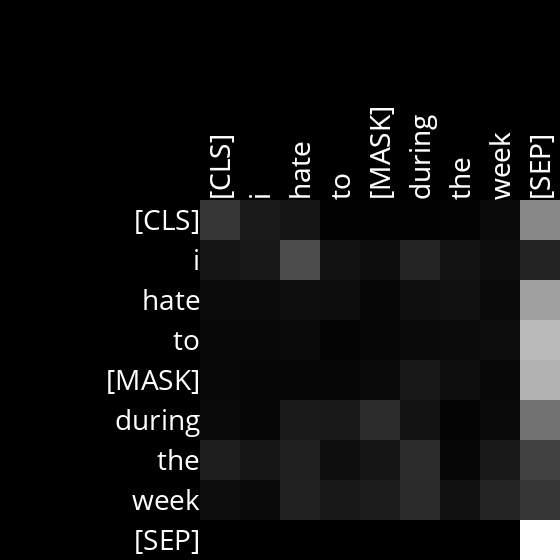 [CLS] i hate to [MASK] during the week [SEP]
[CLS]
i
hate
to
[MASK]
during
the
week
[SEP]